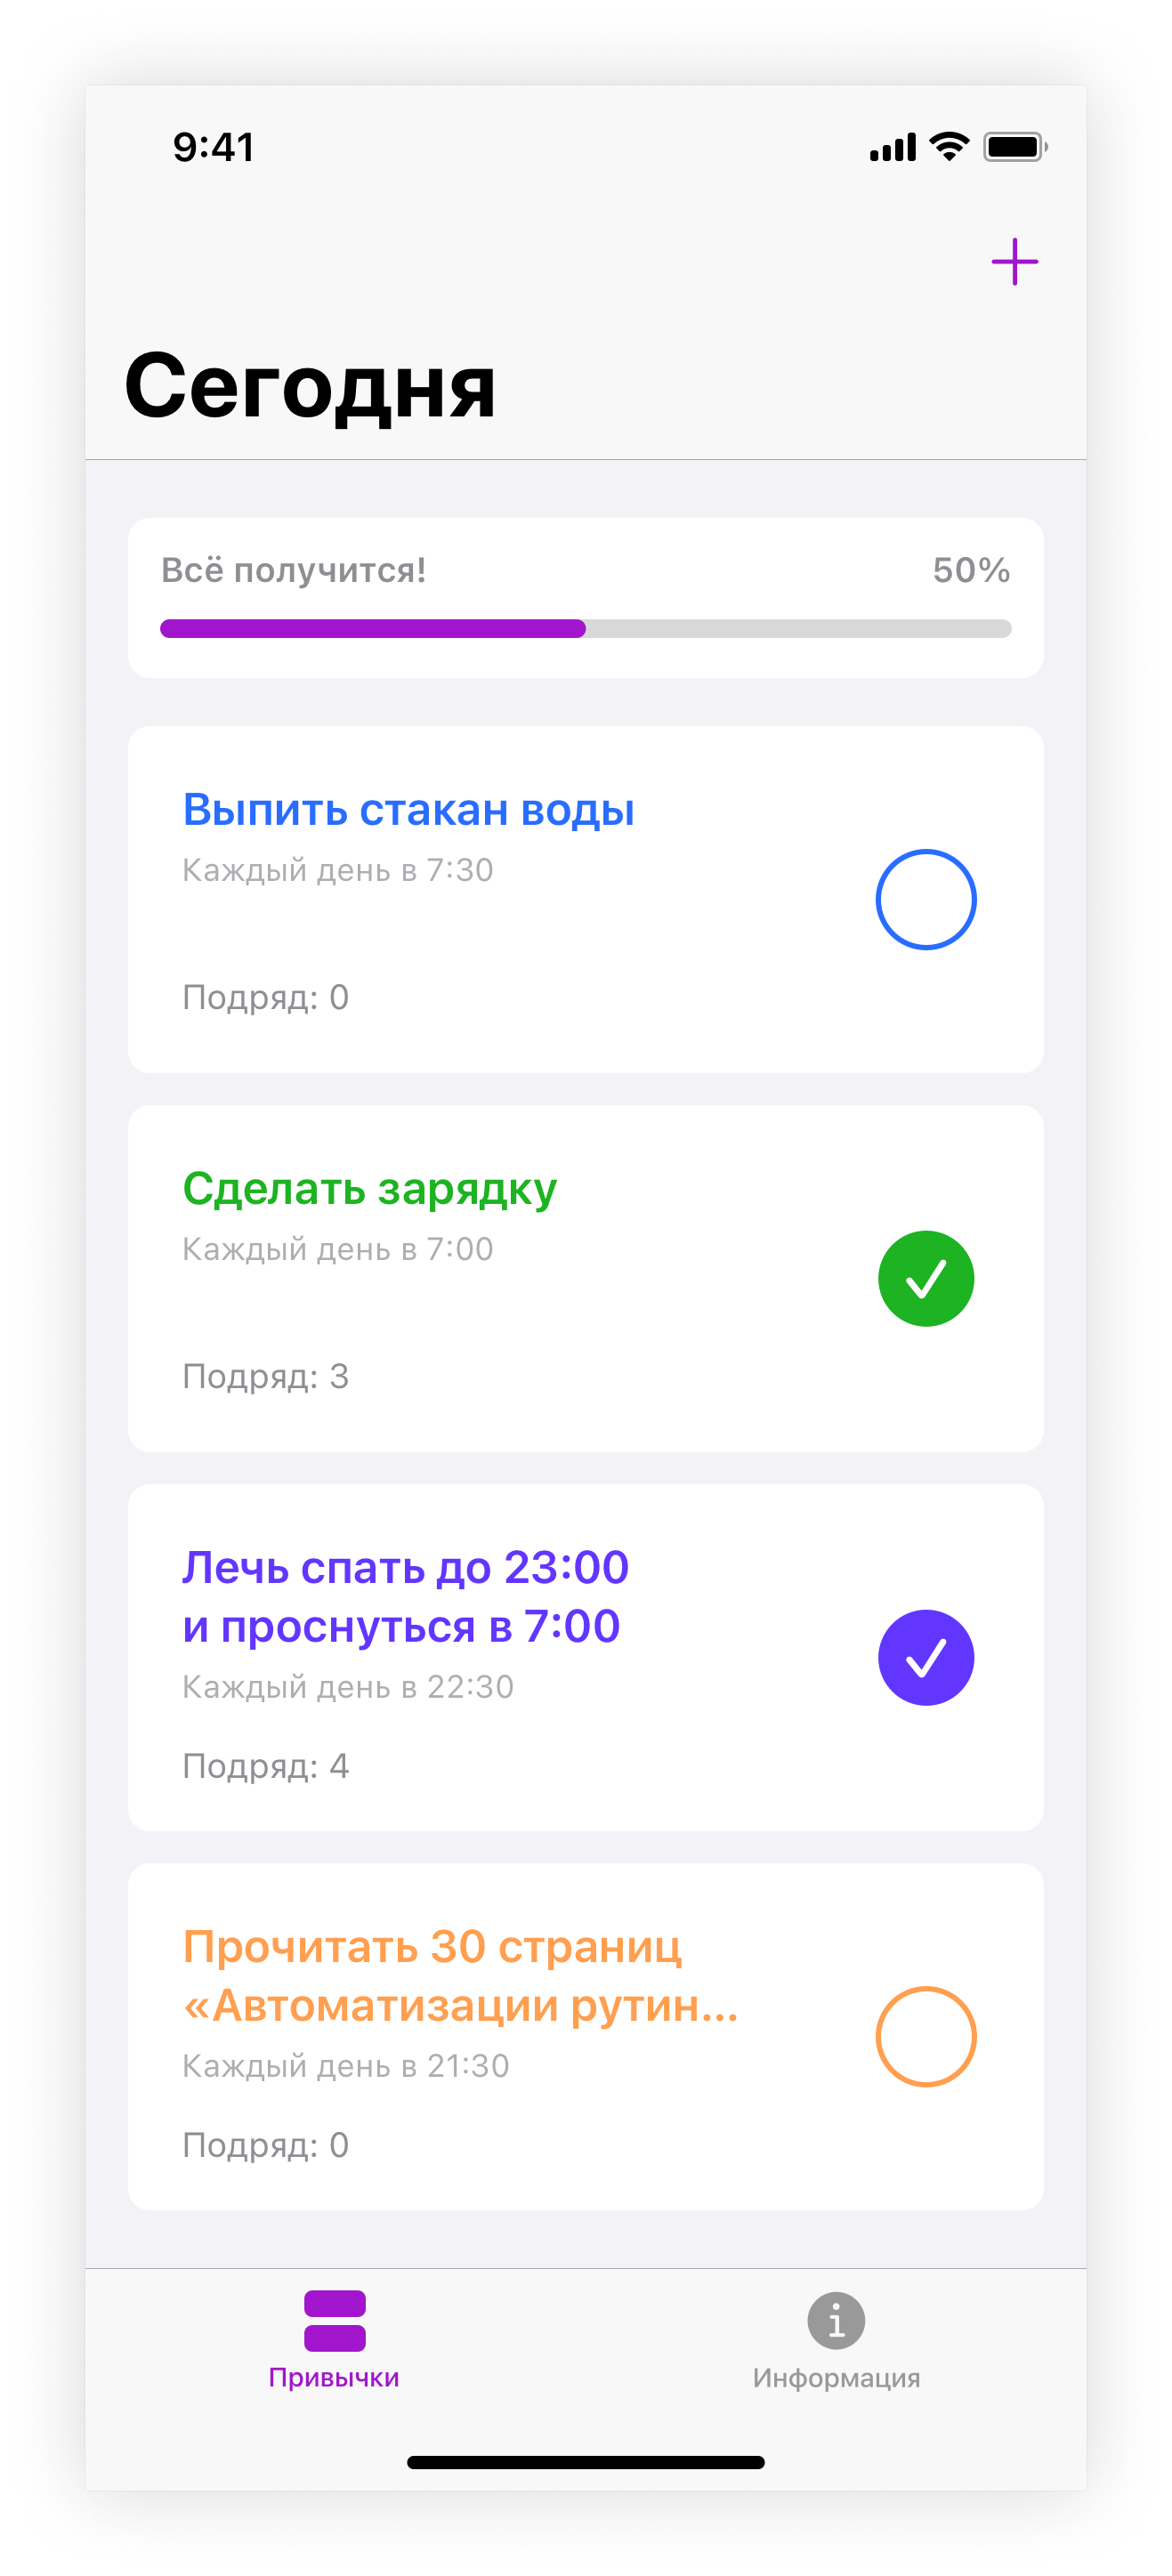 9:41
Сегодня
Всё получится! 50%
Выпить стакан воды
Каждый день в 7:30
Подряд: 0
Сделать зарядку
Каждый день в 7:00
Подряд: 3
Лечь спать до 23:00
и проснуться в 7:00
Каждый день в 22:30
Подряд: 4
Прочитать 30 страниц
«Автоматизации рутин...
Каждый день в 21:30
Подряд: 0
Привычки Информация